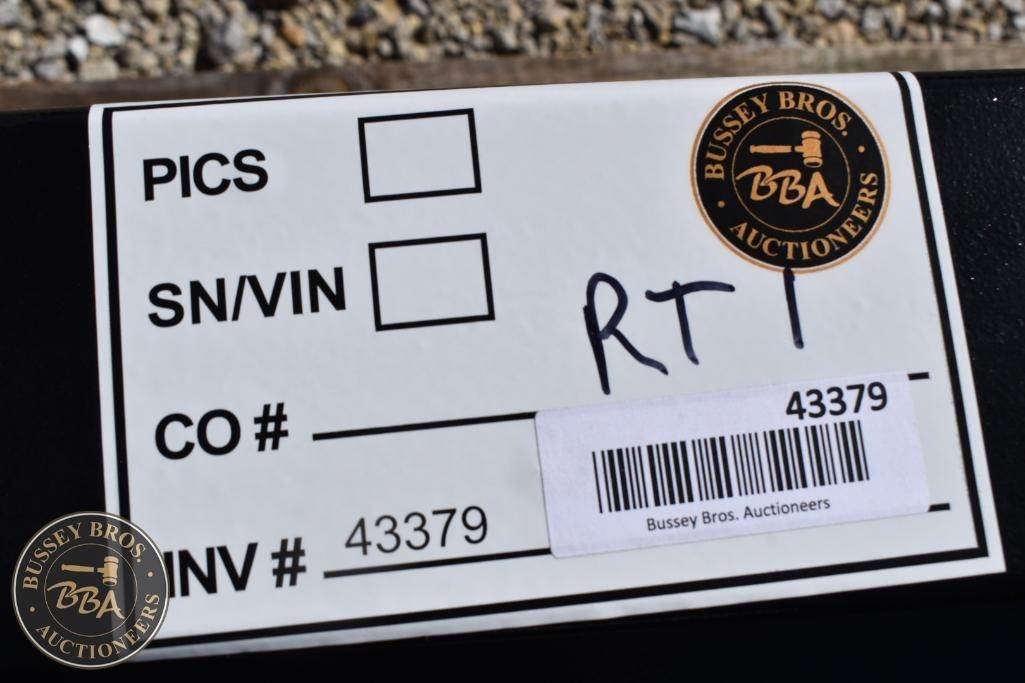 PICS
BUSSEY BROS.
BBA
AUCTIONEERS
SN/VIN
RT 1
CO #
43379
Bussey Bros. Auctioneers
INV # 43379
BUSSEY BROS.
BBA
AUCTIONEERS